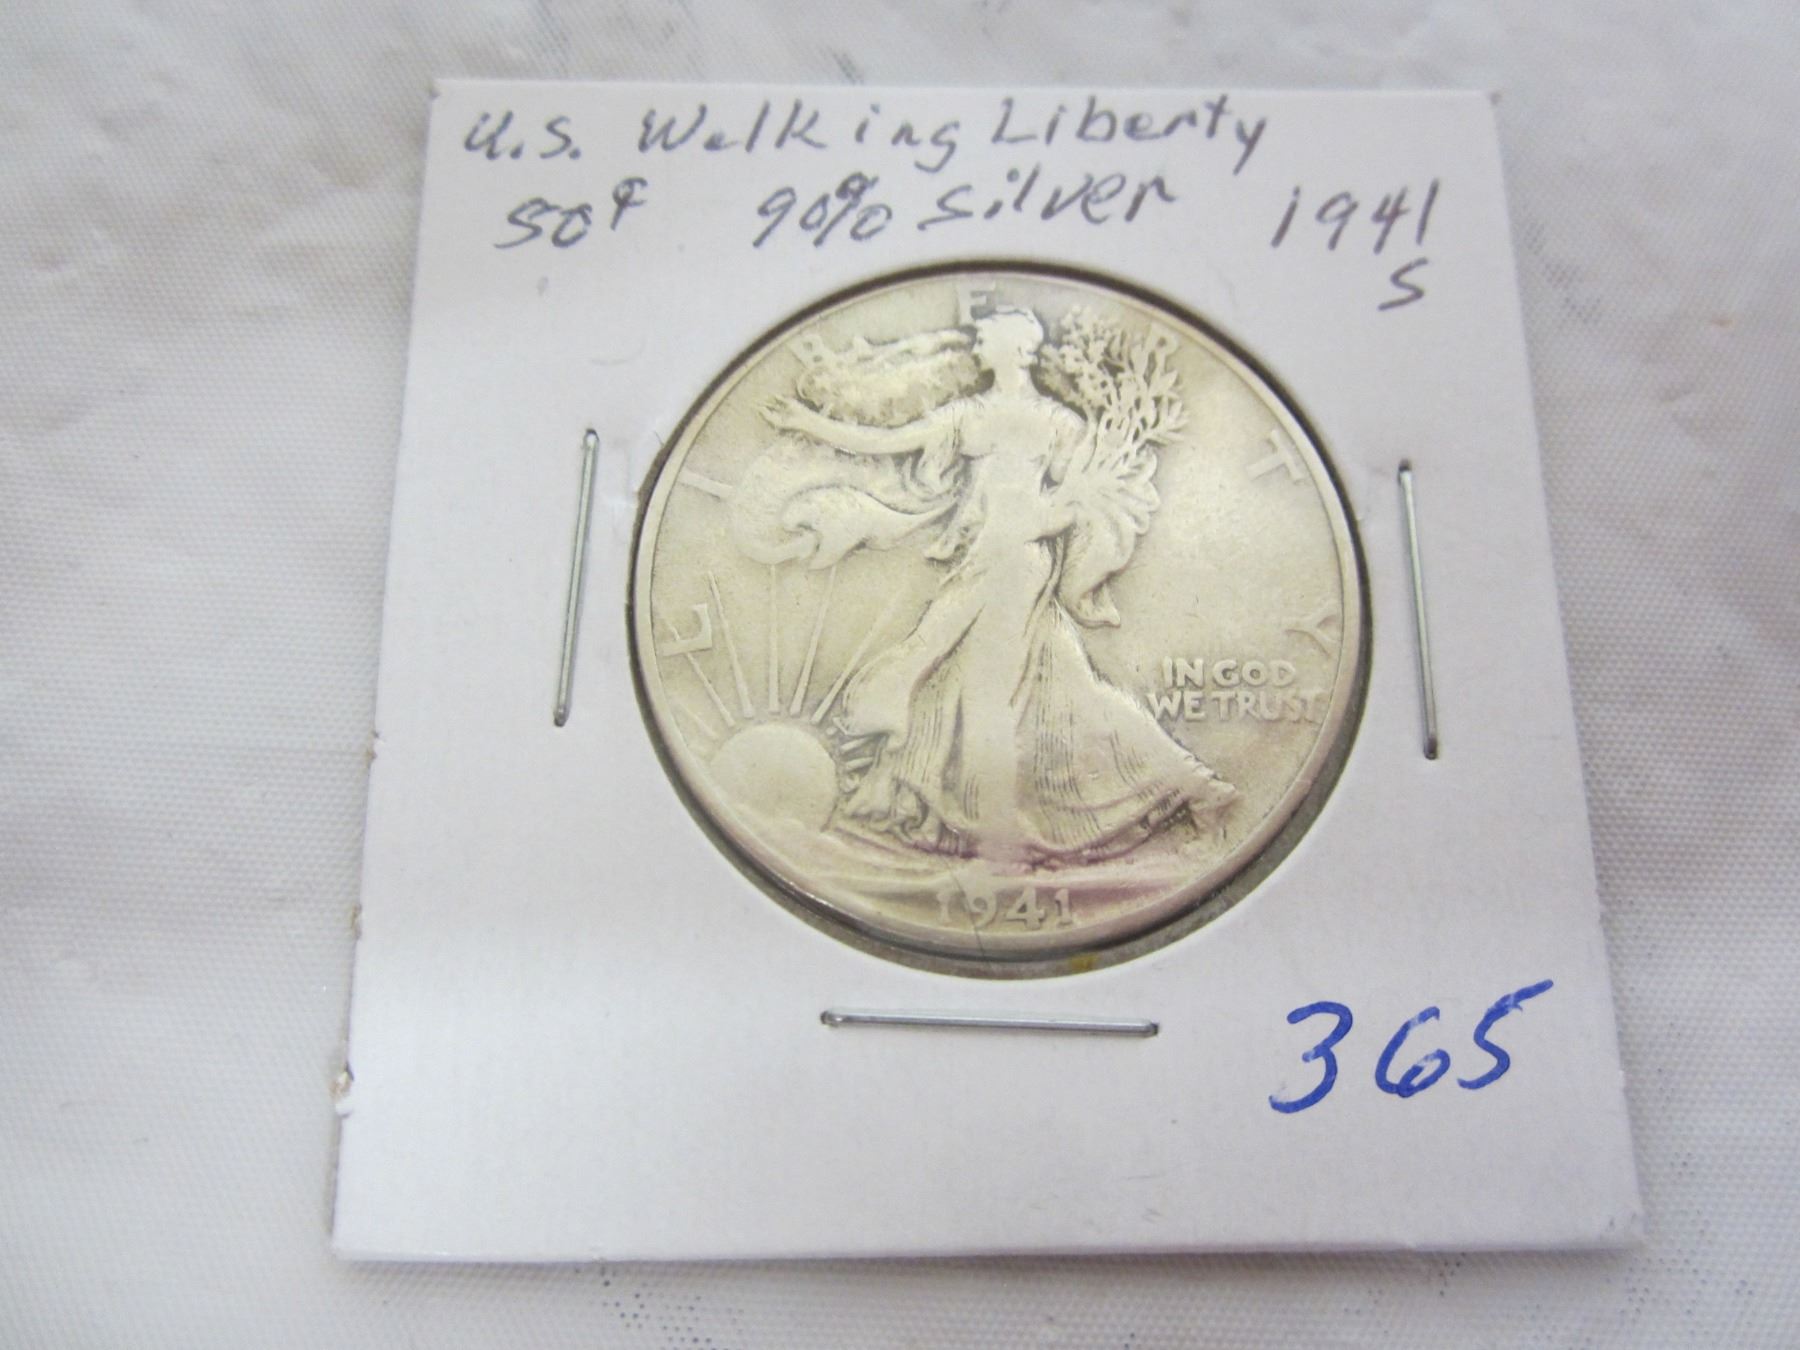 U.S. Walking Liberty
50¢ 90% Silver 1941
S
LIBERTY
IN GOD
WE TRUST
1941
365